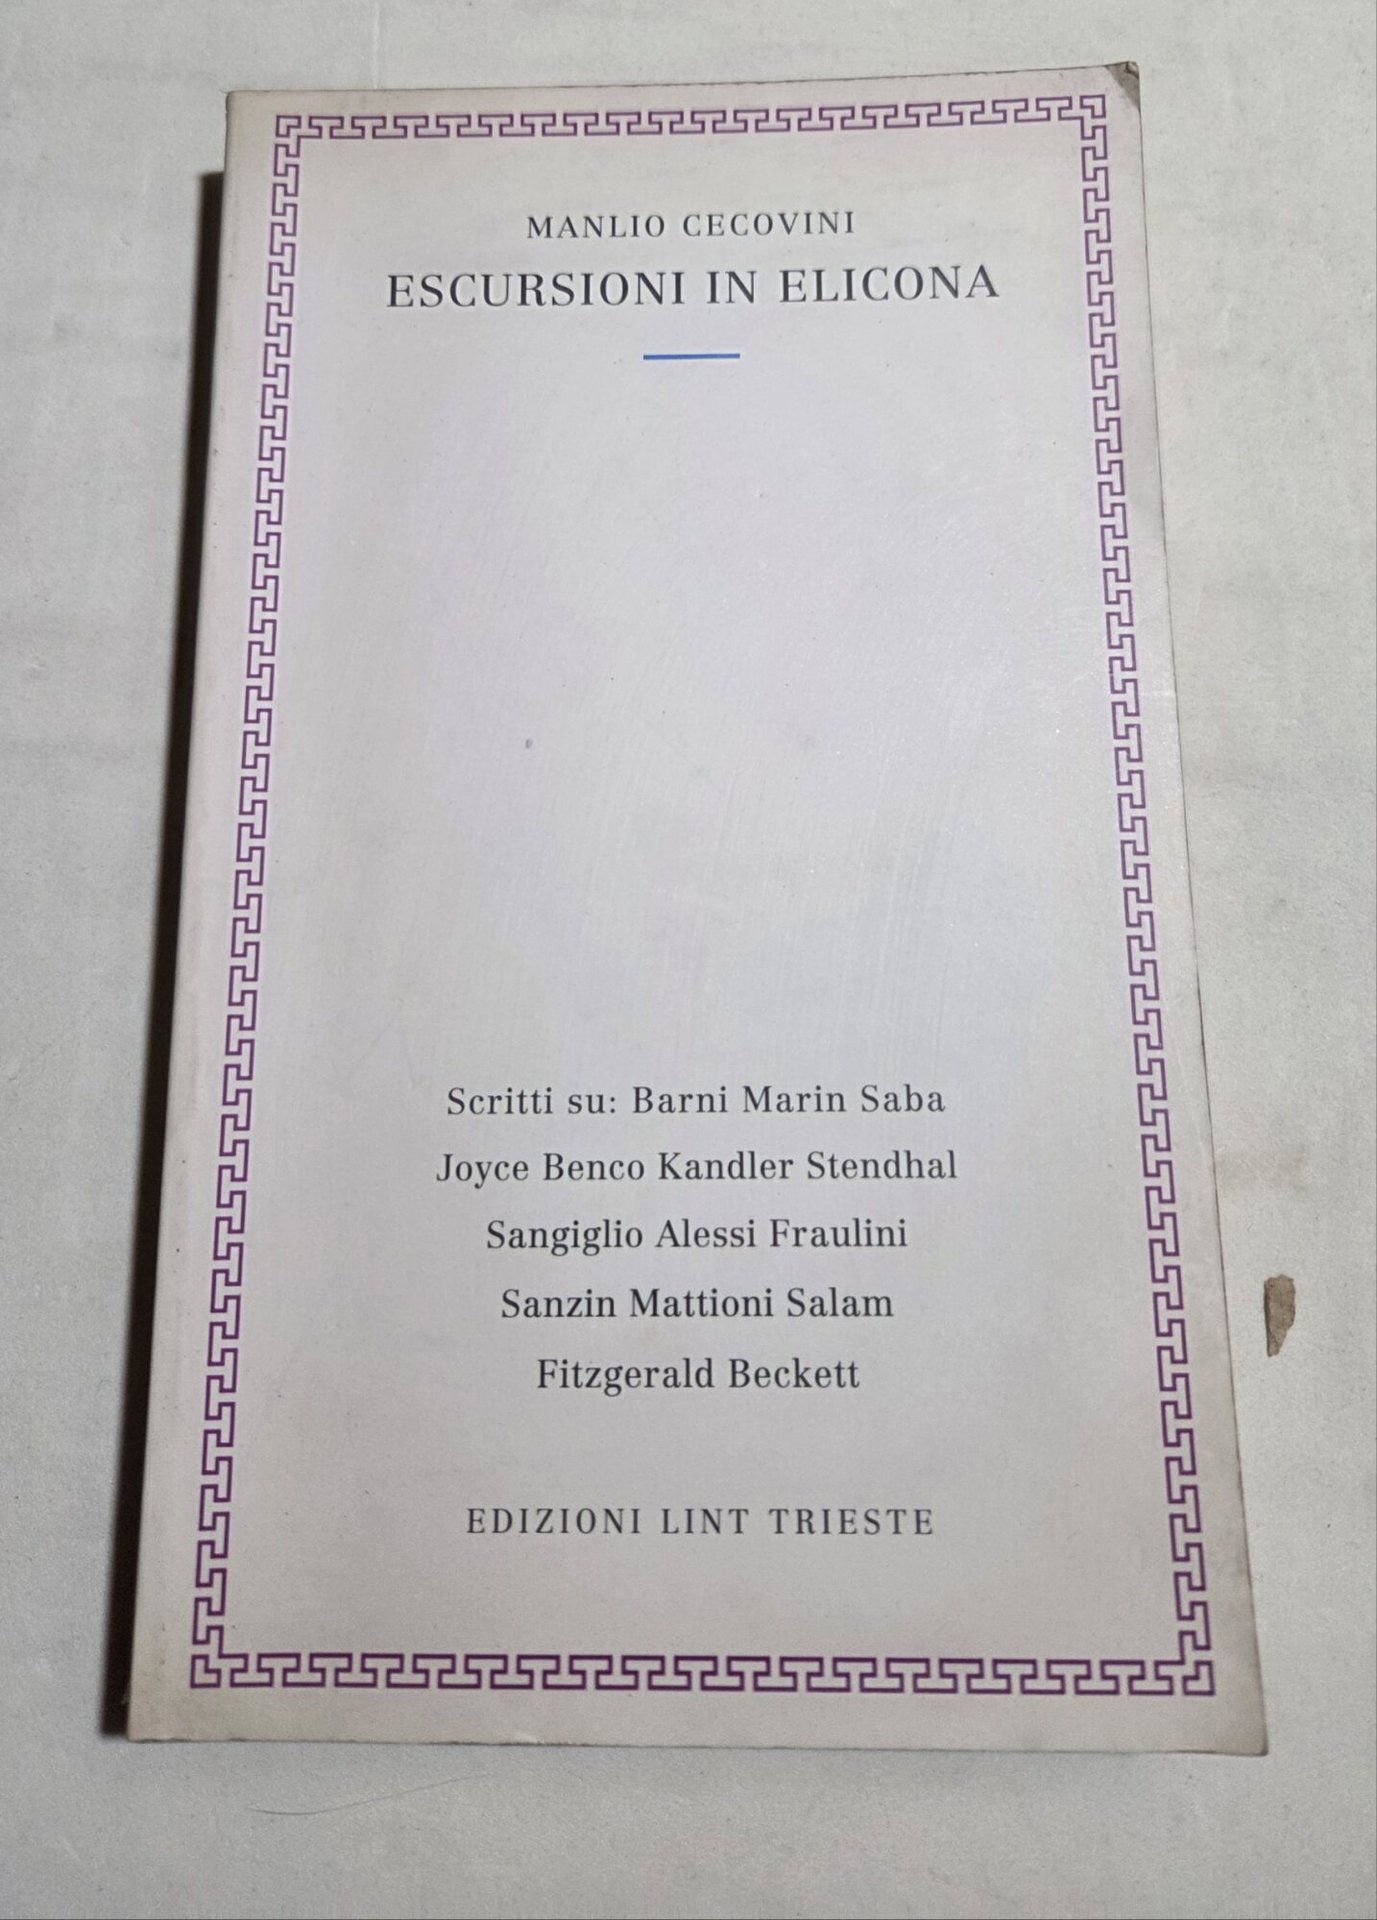 MANLIO CECOVINI
ESCURSIONI IN ELICONA
Scritti su: Barni Marin Saba
Joyce Benco Kandler Stendhal
Sangiglio Alessi Fraulini
Sanzin Mattioni Salam
Fitzgerald Beckett
EDIZIONI LINT TRIESTE